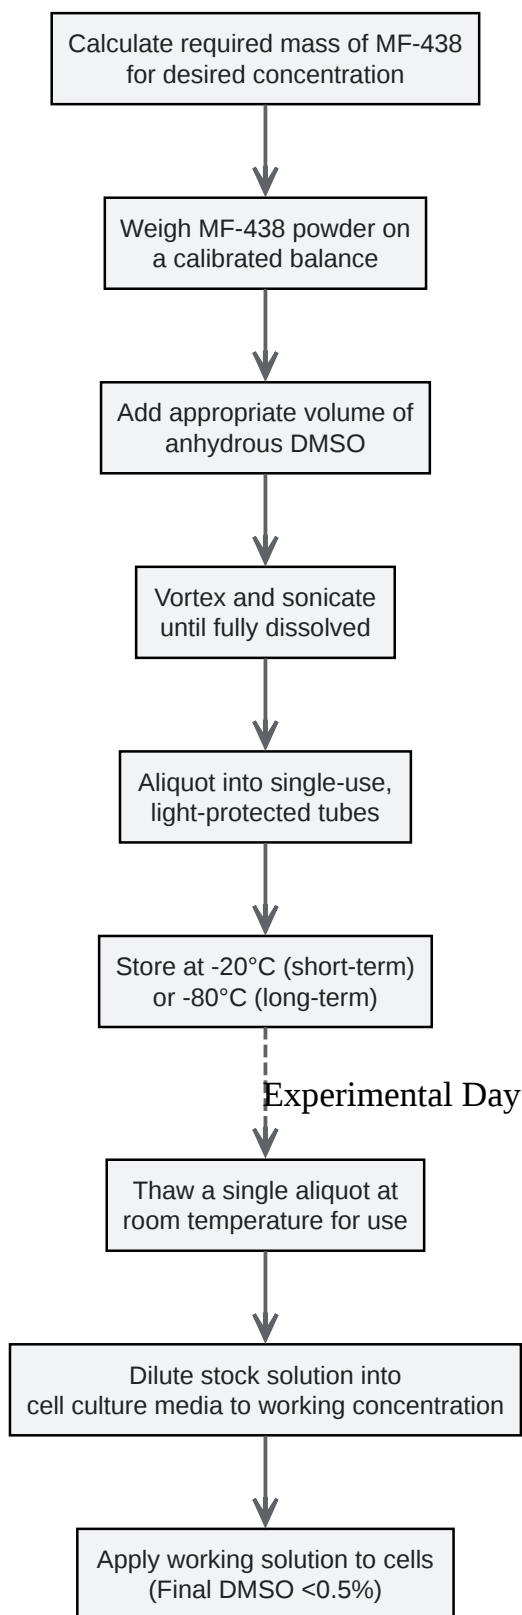 Calculate required mass of MF-438
for desired concentration
Weigh MF-438 powder on
a calibrated balance
Add appropriate volume of
anhydrous DMSO
Vortex and sonicate
until fully dissolved
Aliquot into single-use,
light-protected tubes
Store at -20°C (short-term)
or -80°C (long-term)
Experimental Day
Thaw a single aliquot at
room temperature for use
Dilute stock solution into
cell culture media to working concentration
Apply working solution to cells
(Final DMSO <0.5%)